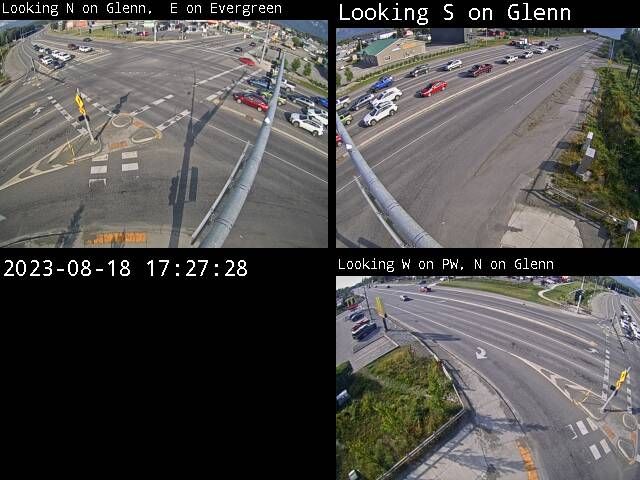 Looking N on Glenn,  E on Evergreen
Looking S on Glenn
2023-08-18 17:27:28
Looking W on PW, N on Glenn